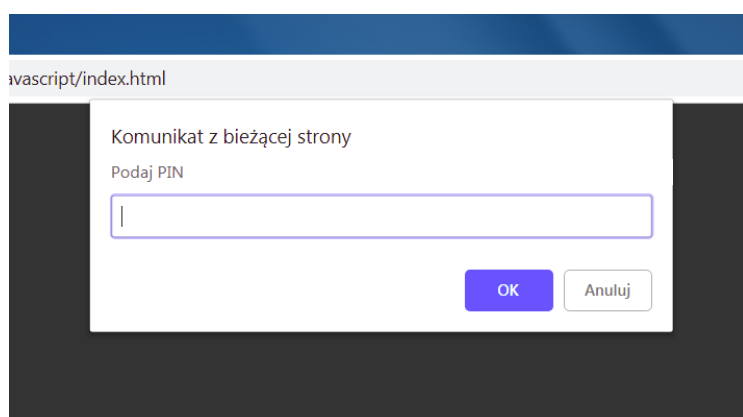 avascript/index.html
Komunikat z bieżącej strony
Podaj PIN
OK Anuluj